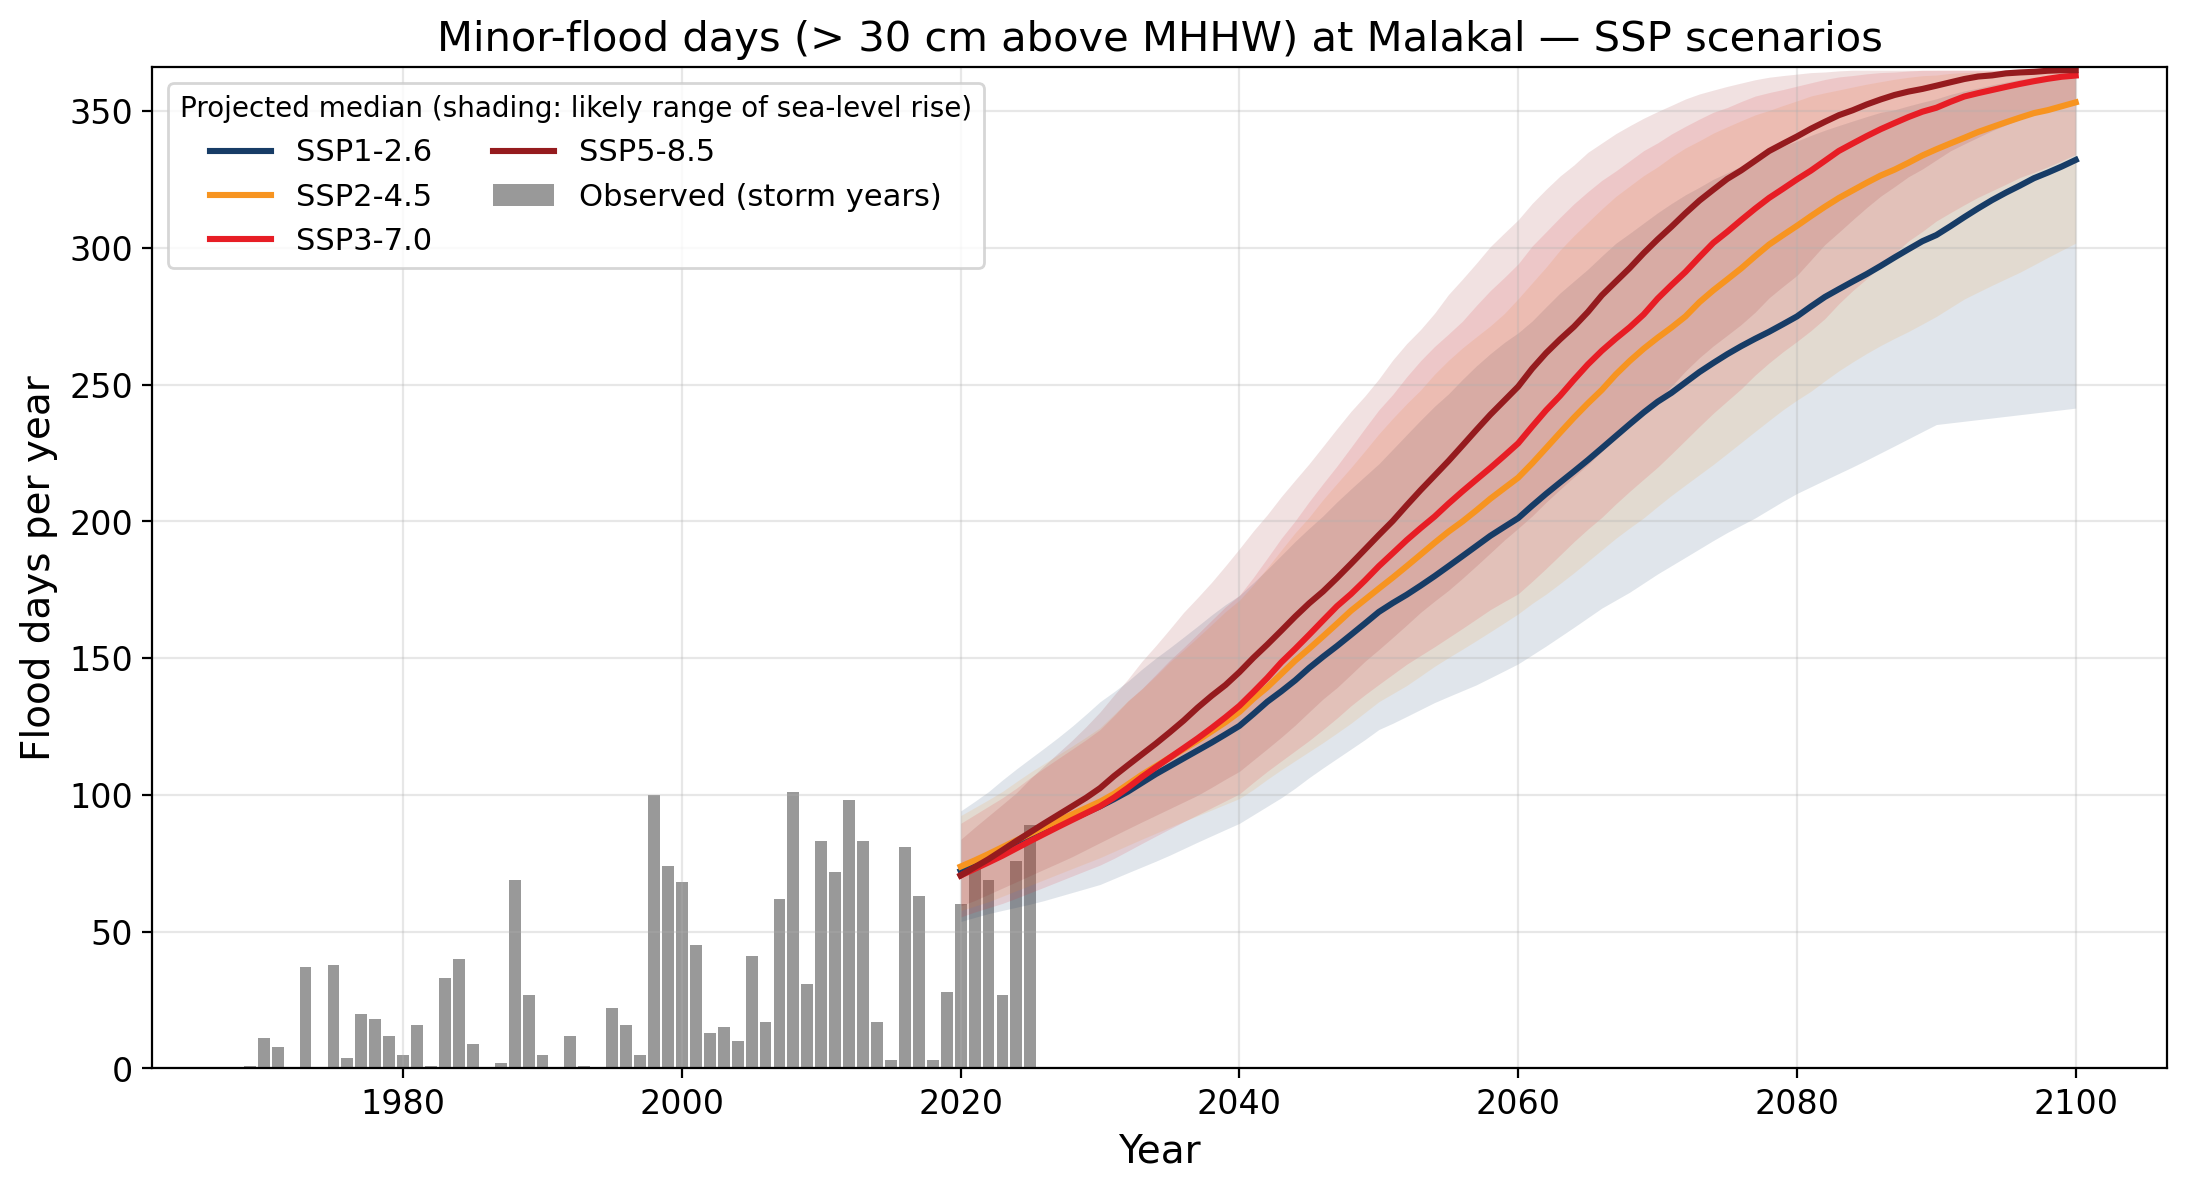 Minor-flood days (> 30 cm above MHHW) at Malakal — SSP scenarios
Projected median (shading: likely range of sea-level rise)
SSP1-2.6
SSP2-4.5
SSP3-7.0
SSP5-8.5
Observed (storm years)
Flood days per year
350
300
250
200
150
100
50
0
1980
2000
2020
2040
2060
2080
2100
Year